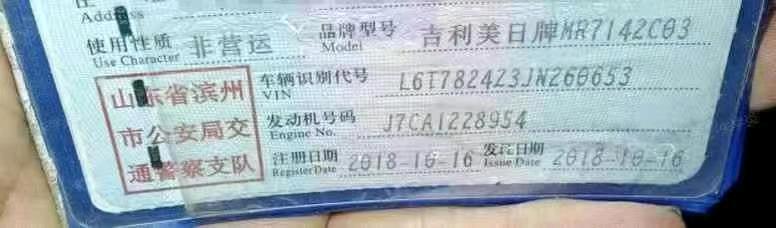 址
Address
使用性质 非营运 品牌型号 吉利美日牌MR7142C03
Use Character Model
山东省滨州
市公安局交
通警察支队
车辆识别代号 L6T7824Z3JN260653
VIN
发动机号码 J7CA1228954
Engine No.
注册日期 2018-10-16 发证日期 2018-10-16
Register Date Issue Date